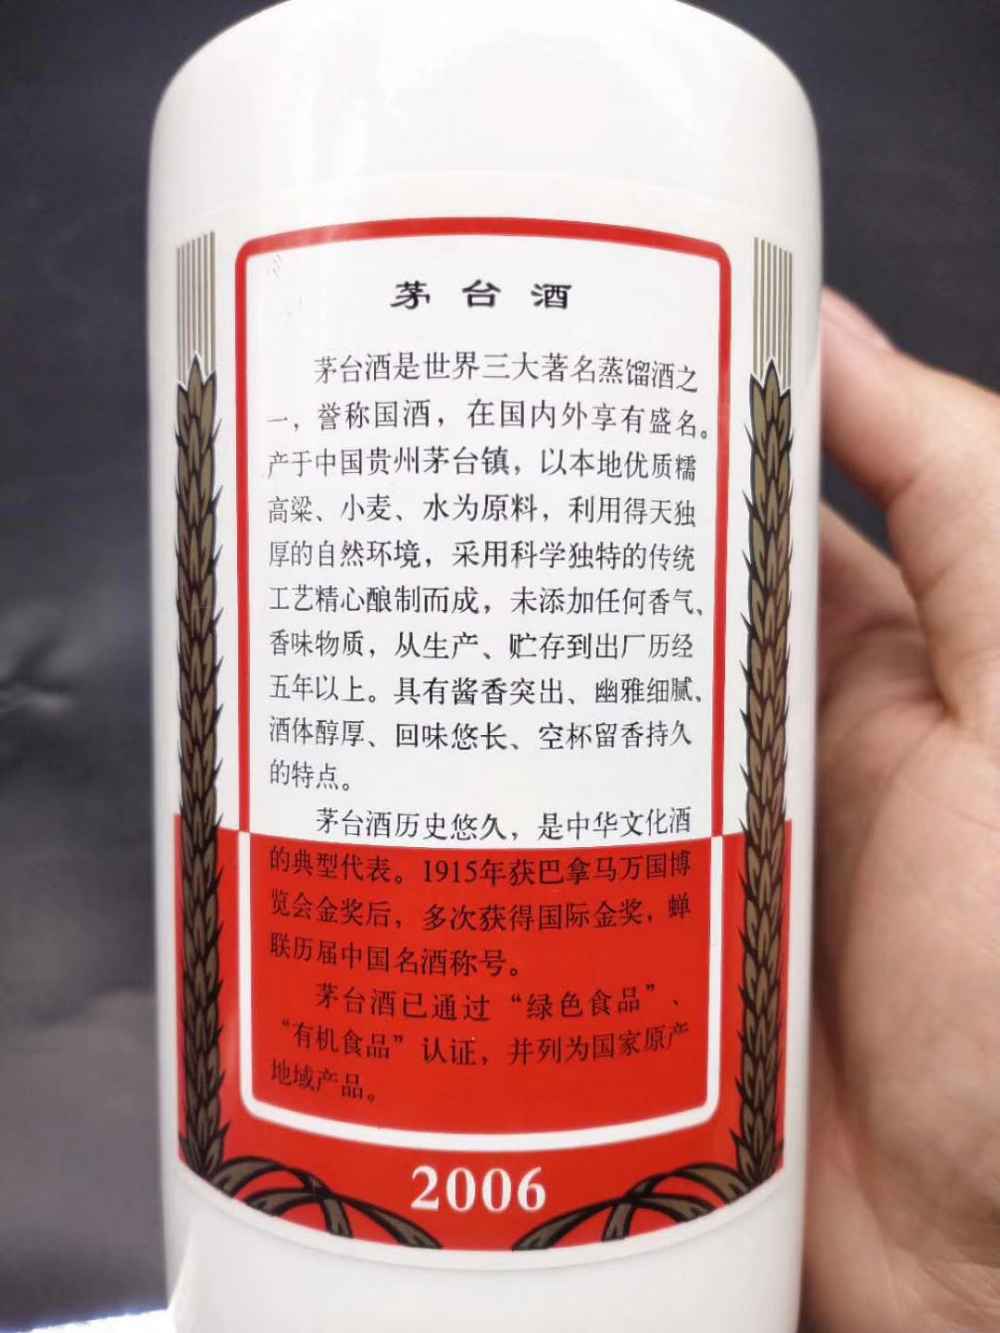 茅台酒
茅台酒是世界三大著名蒸馏酒之
一，誉称国酒，在国内外享有盛名。
产于中国贵州茅台镇，以本地优质糯
高粱、小麦、水为原料，利用得天独
厚的自然环境，采用科学独特的传统
工艺精心酿制而成，未添加任何香气、
香味物质，从生产、贮存到出厂历经
五年以上。具有酱香突出、幽雅细腻、
酒体醇厚、回味悠长、空杯留香持久
的特点。
茅台酒历史悠久，是中华文化酒
的典型代表。1915年获巴拿马万国博
览会金奖后，多次获得国际金奖，蝉
联历届中国名酒称号。
茅台酒已通过“绿色食品”、
“有机食品”认证，并列为国家原产
地域产品。
2006